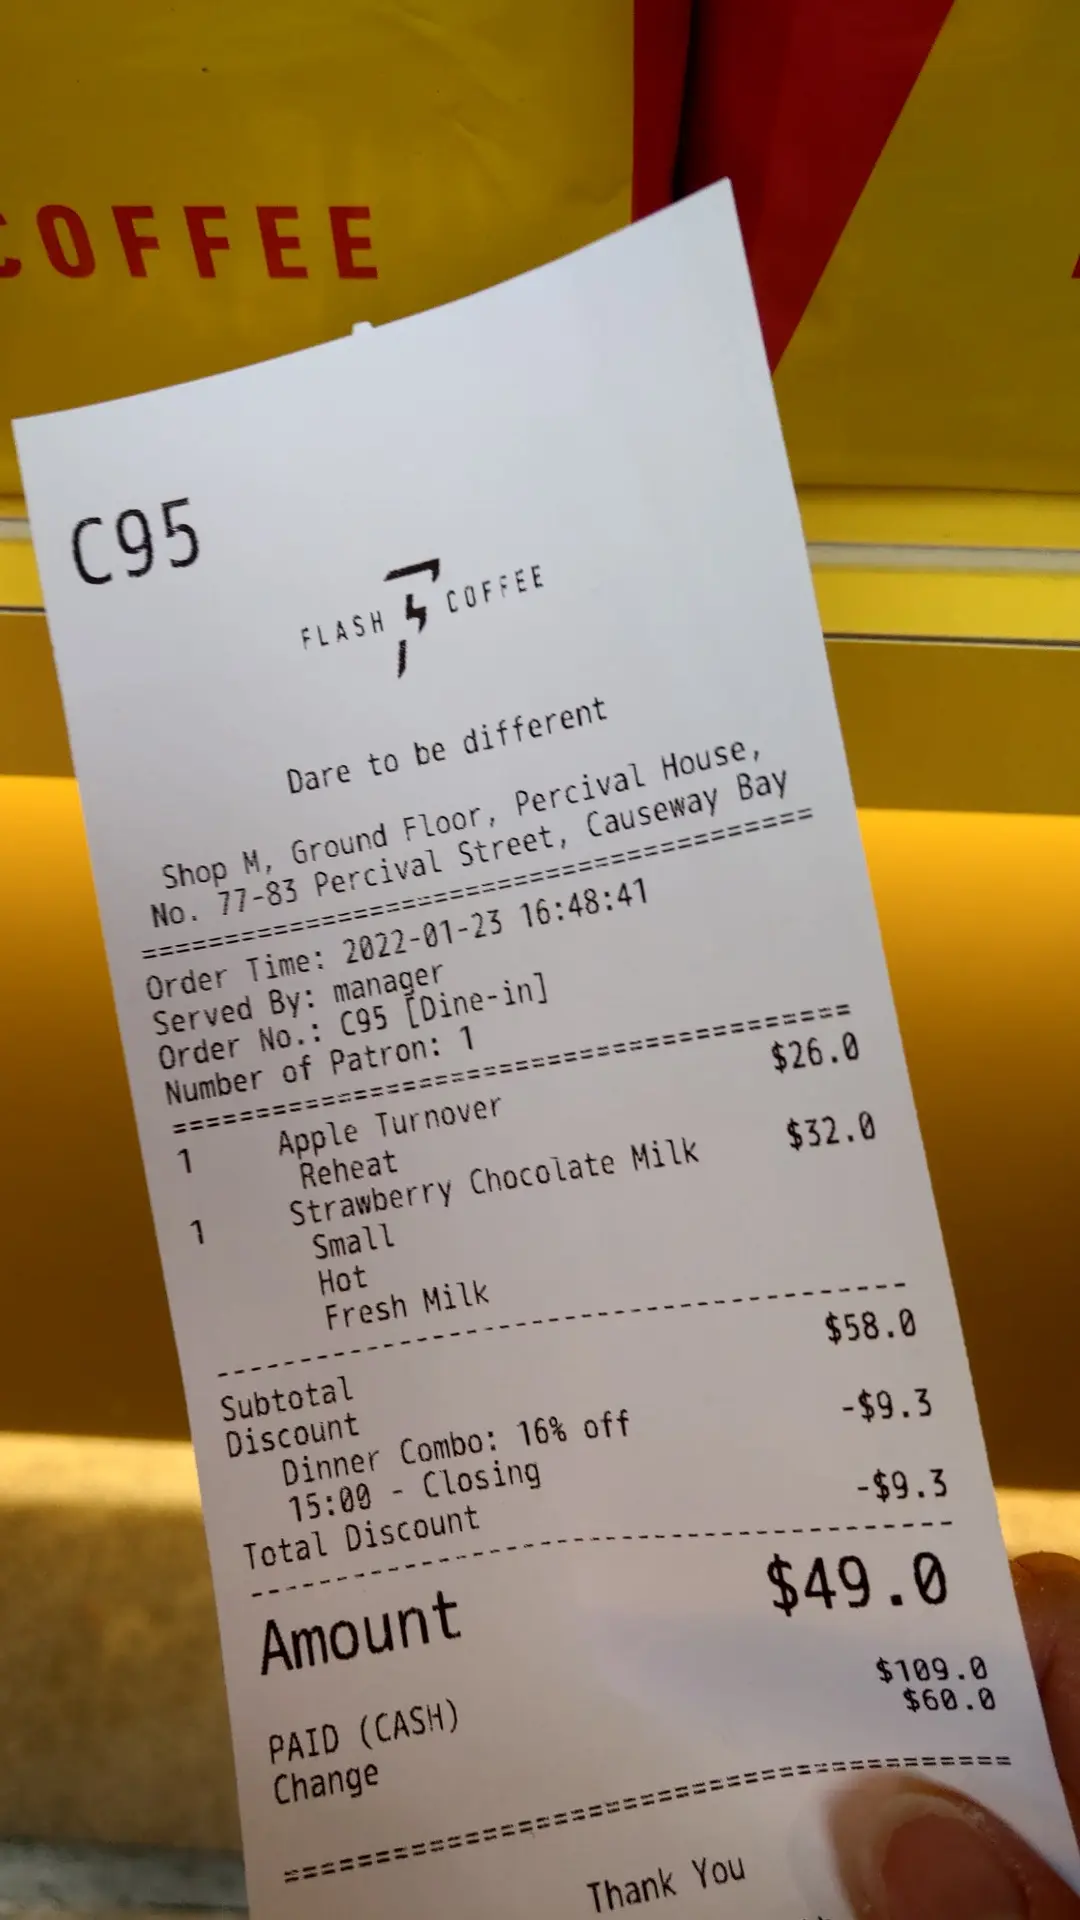 COFFEE
C95
FLASH COFFEE
Dare to be different
Shop M, Ground Floor, Percival House,
No. 77-83 Percival Street, Causeway Bay
========================================
Order Time: 2022-01-23 16:48:41
Served By: manager
Order No.: C95 [Dine-in]
Number of Patron: 1
========================================
1 Apple Turnover $26.0
Reheat
1 Strawberry Chocolate Milk $32.0
Small
Hot
Fresh Milk
----------------------------------------
Subtotal $58.0
Discount
Dinner Combo: 16% off -$9.3
15:00 - Closing
Total Discount -$9.3
----------------------------------------
Amount $49.0
PAID (CASH) $109.0
Change $60.0
========================================
Thank You